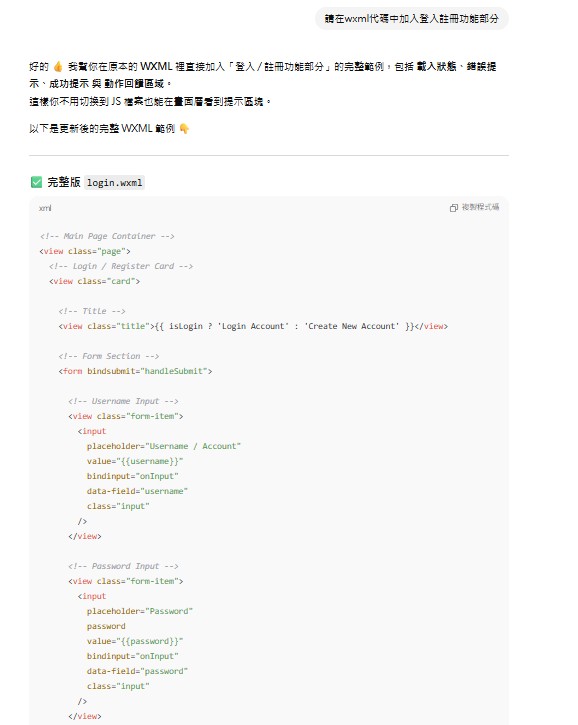 請在wxml代碼中加入登入註冊功能部分
好的 👍 我幫你在原本的 WXML 裡直接加入「登入 / 註冊功能部分」的完整範例，包括 載入狀態、錯誤提
示、成功提示 與 動作回饋區域。
這樣你不用切換到 JS 檔案也能在畫面層看到提示區塊。
以下是更新後的完整 WXML 範例 👇
✅ 完整版 login.wxml
xml
複製程式碼
<!-- Main Page Container -->
<view class="page">
<!-- Login / Register Card -->
<view class="card">
<!-- Title -->
<view class="title">{{ isLogin ? 'Login Account' : 'Create New Account' }}</view>
<!-- Form Section -->
<form bindsubmit="handleSubmit">
<!-- Username Input -->
<view class="form-item">
<input
placeholder="Username / Account"
value="{{username}}"
bindinput="onInput"
data-field="username"
class="input"
/>
</view>
<!-- Password Input -->
<view class="form-item">
<input
placeholder="Password"
password
value="{{password}}"
bindinput="onInput"
data-field="password"
class="input"
/>
</view>